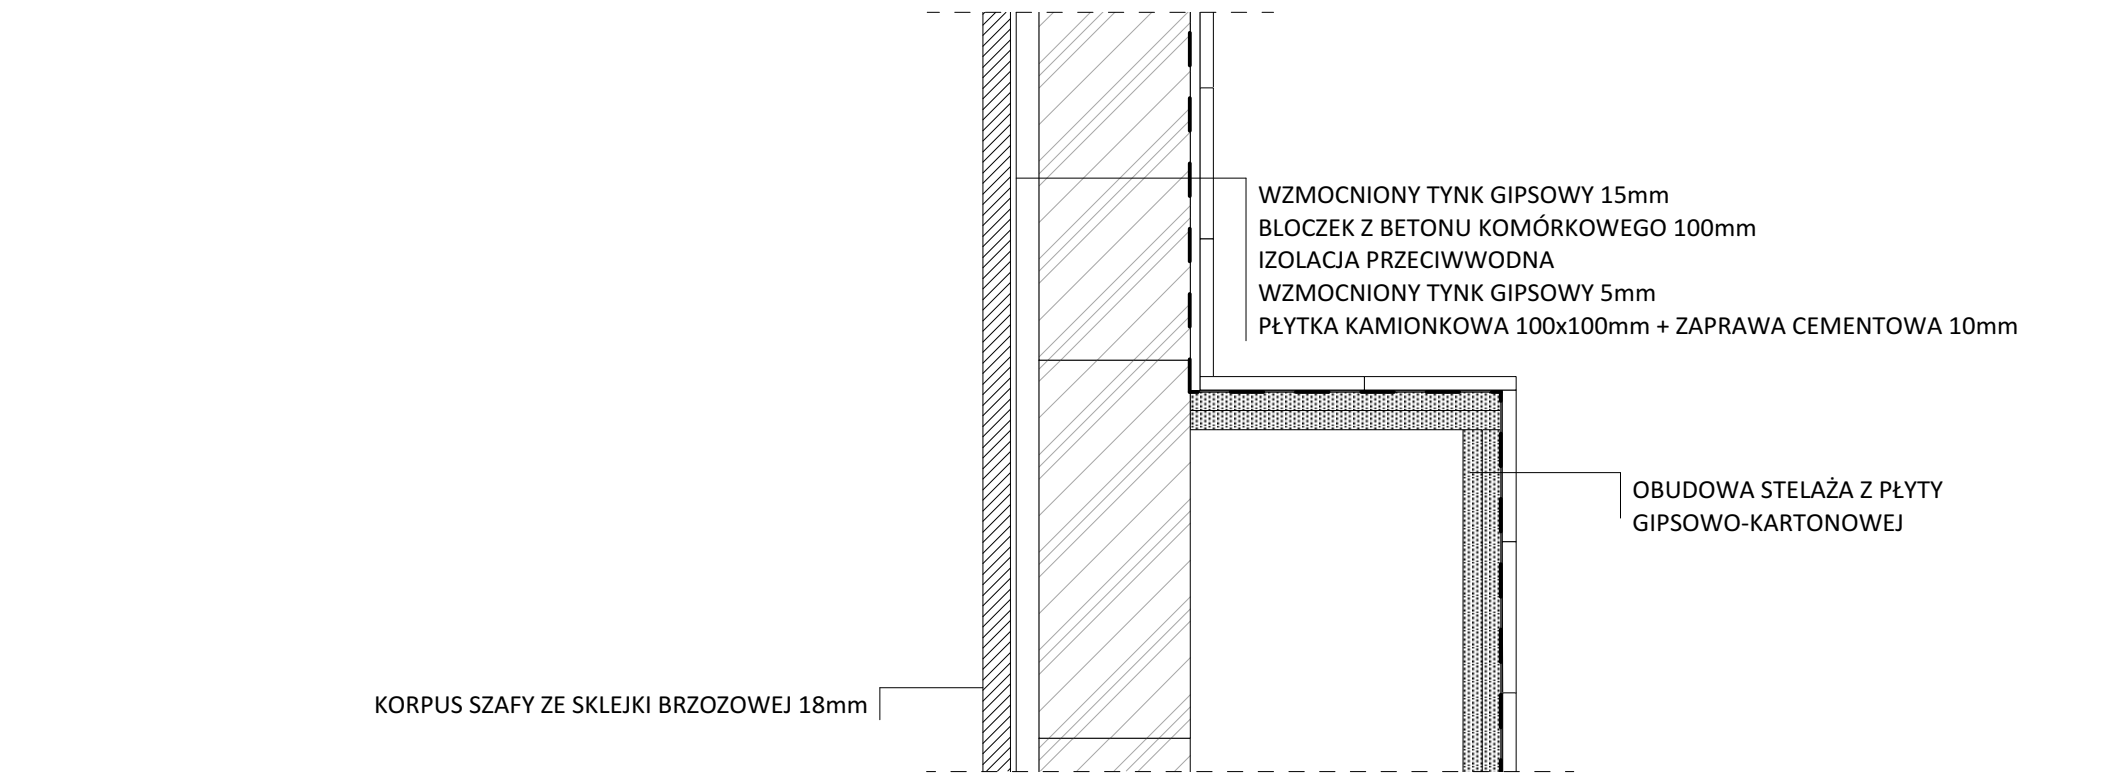 WZMOCNIONY TYNK GIPSOWY 15mm
BLOCZEK Z BETONU KOMÓRKOWEGO 100mm
IZOLACJA PRZECIWWODNA
WZMOCNIONY TYNK GIPSOWY 5mm
PŁYTKA KAMIONKOWA 100x100mm + ZAPRAWA CEMENTOWA 10mm
OBUDOWA STELAŻA Z PŁYTY
GIPSOWO-KARTONOWEJ
KORPUS SZAFY ZE SKLEJKI BRZOZOWEJ 18mm